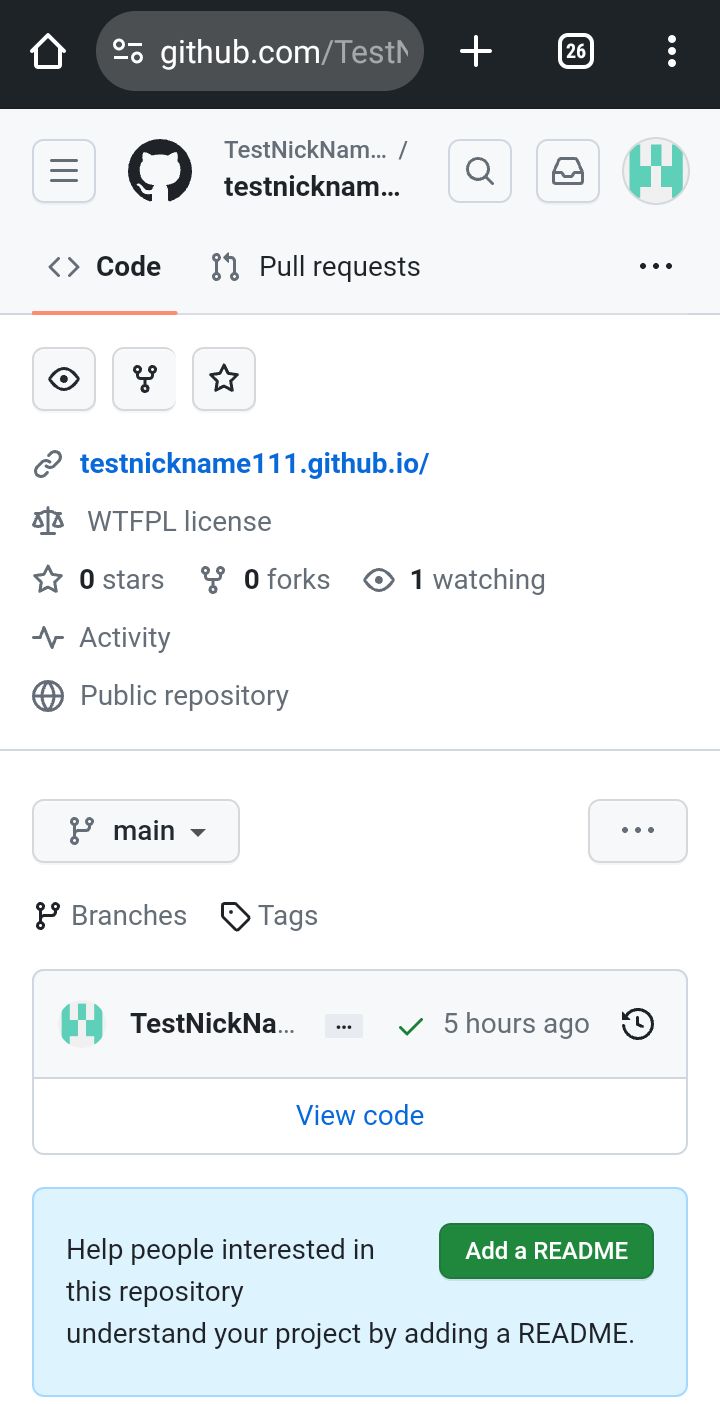 github.com/TestN
26
TestNickNam… /
testnicknam…
Code
Pull requests
testnickname111.github.io/
WTFPL license
0 stars 0 forks 1 watching
Activity
Public repository
main
Branches Tags
TestNickNa… … 5 hours ago
View code
Help people interested in
this repository
Add a README
understand your project by adding a README.